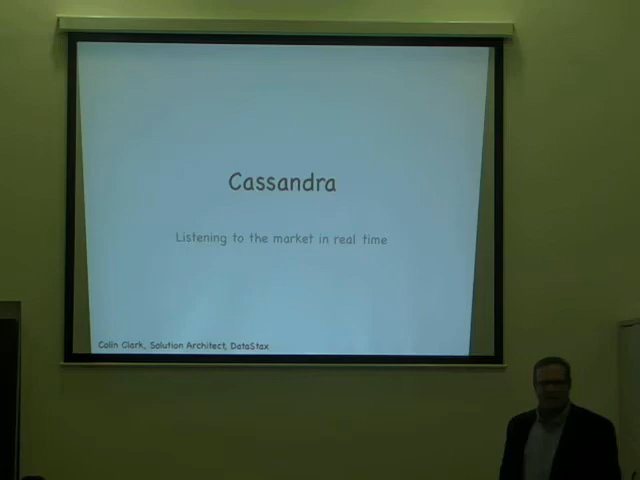 Cassandra
Listening to the market in real time
Colin Clark, Solution Architect, DataStax